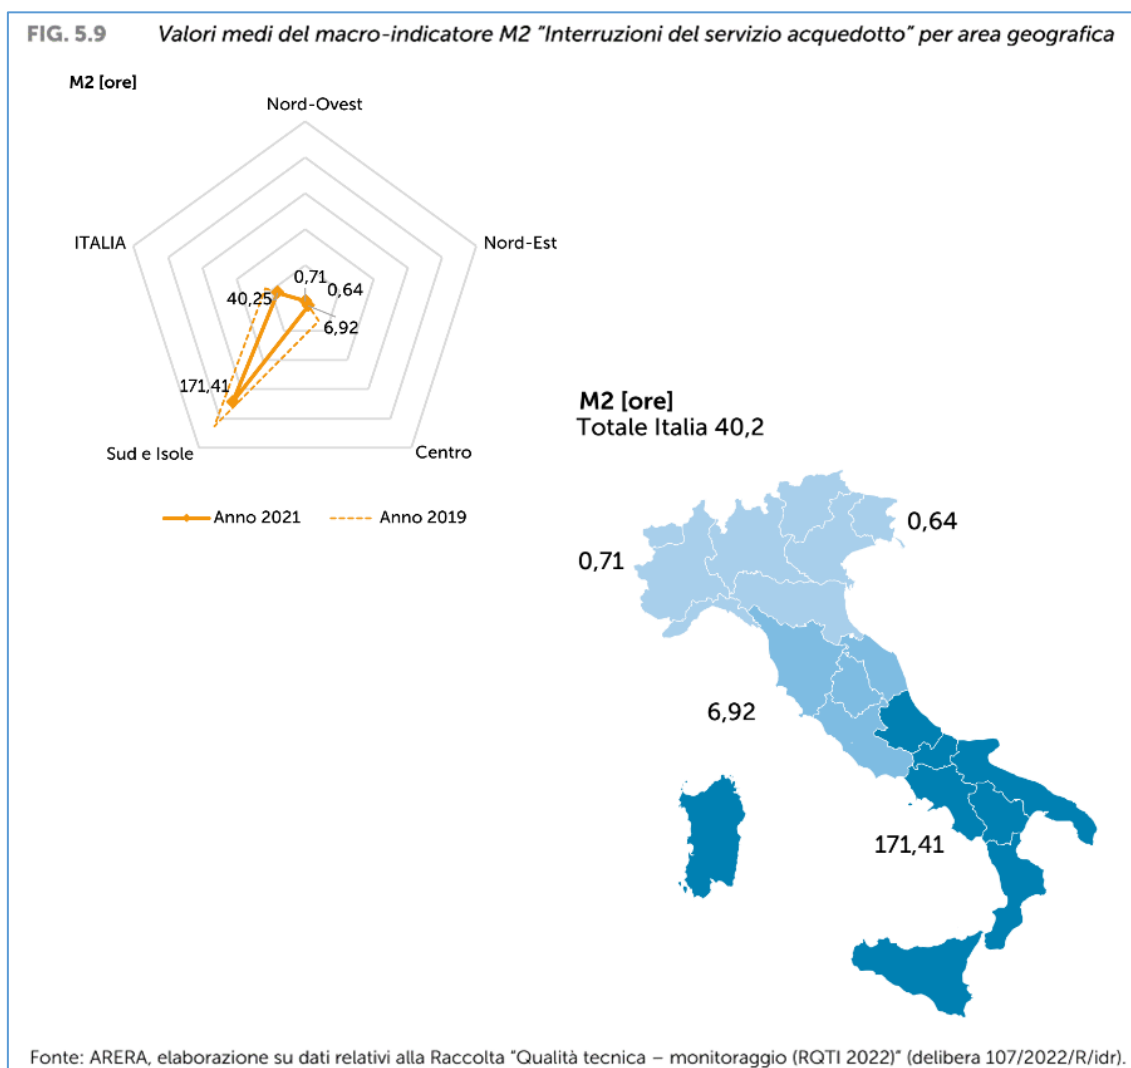 FIG. 5.9 Valori medi del macro-indicatore M2 "Interruzioni del servizio acquedotto" per area geografica
M2 [ore]
Nord-Ovest
ITALIA
Nord-Est
0,71
0,64
40,25
6,92
171,41
Sud e Isole
Centro
Anno 2021 Anno 2019
M2 [ore]
Totale Italia 40,2
0,64
0,71
6,92
171,41
Fonte: ARERA, elaborazione su dati relativi alla Raccolta "Qualità tecnica – monitoraggio (RQTI 2022)" (delibera 107/2022/R/idr).